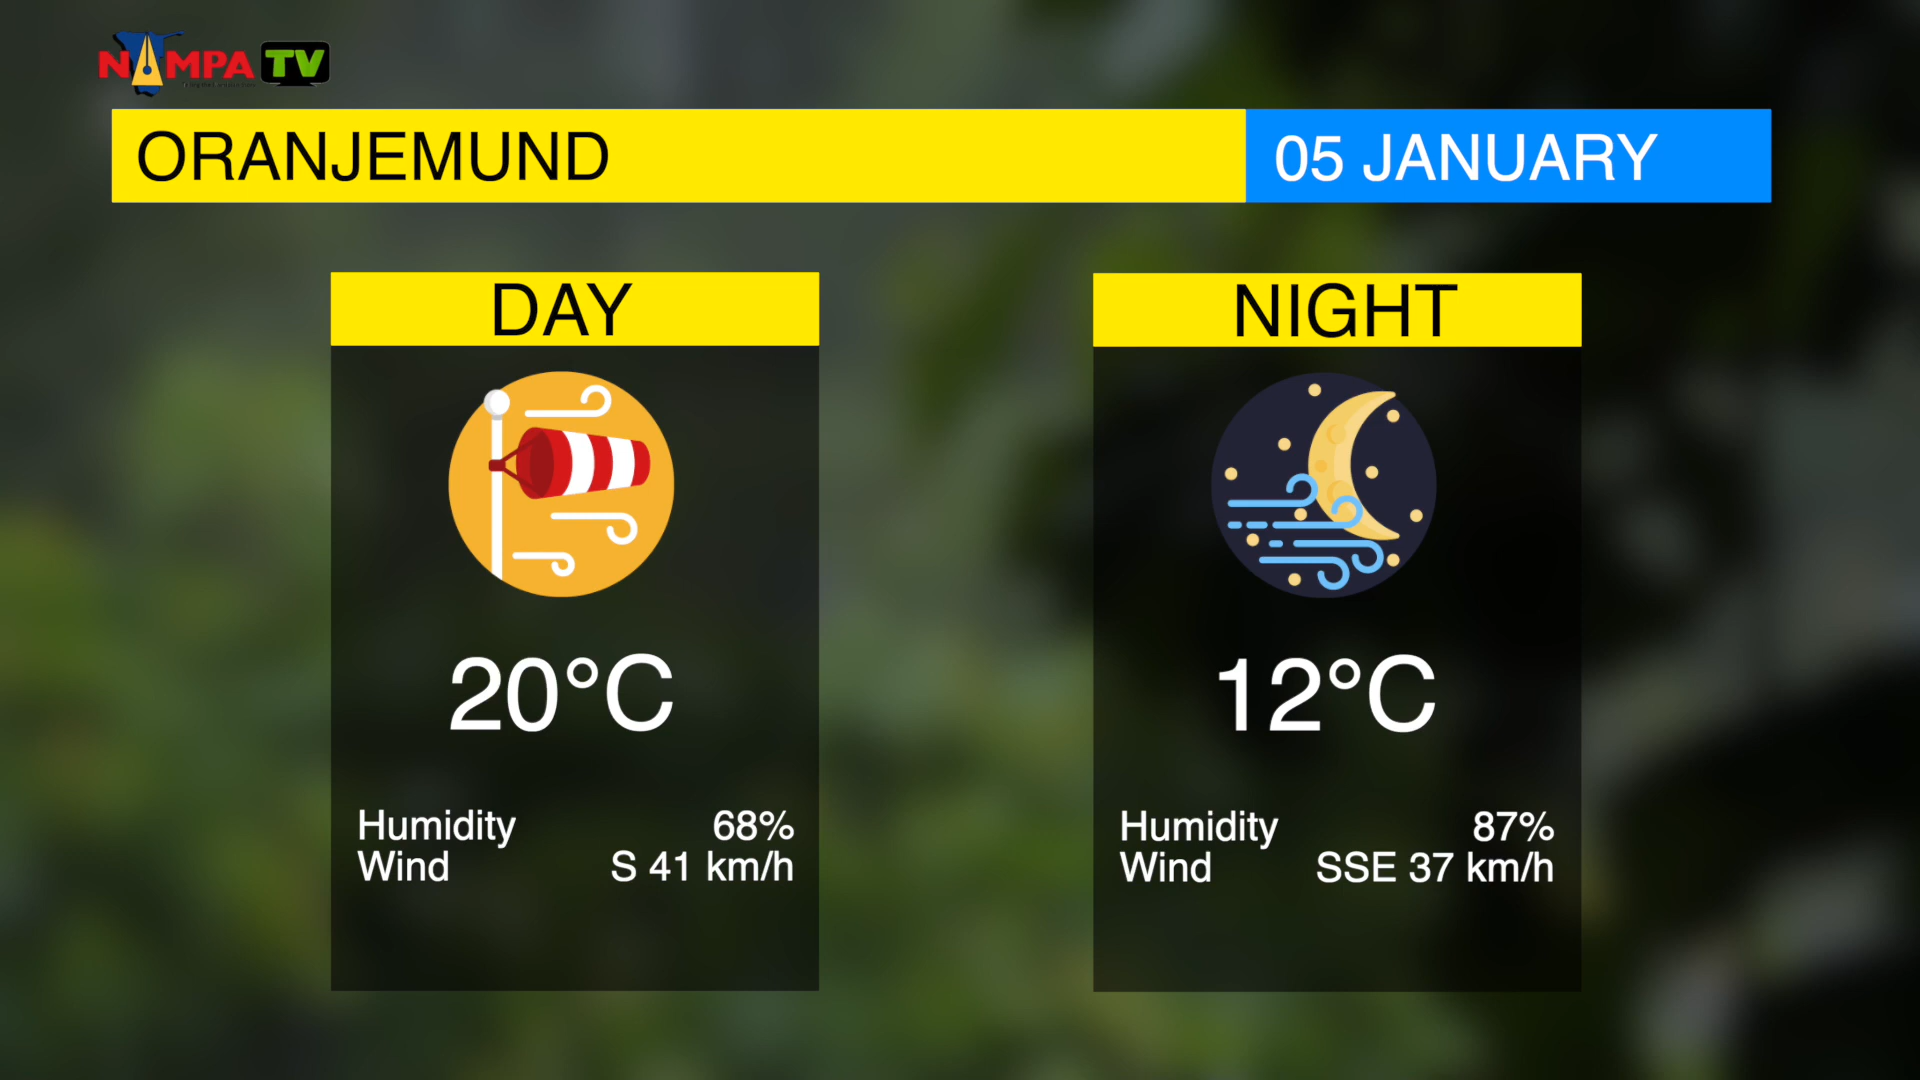 NAMPA TV
ORANJEMUND
05 JANUARY
DAY
NIGHT
20°C
12°C
Humidity 68%
Wind S 41 km/h
Humidity 87%
Wind SSE 37 km/h